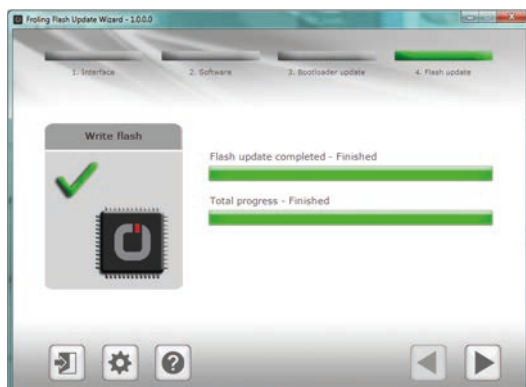 Froling Flash Update Wizard - 1.0.0.0
1. Interface
2. Software
3. Bootloader update
4. Flash update
Write flash
Flash update completed - Finished
Total progress - Finished